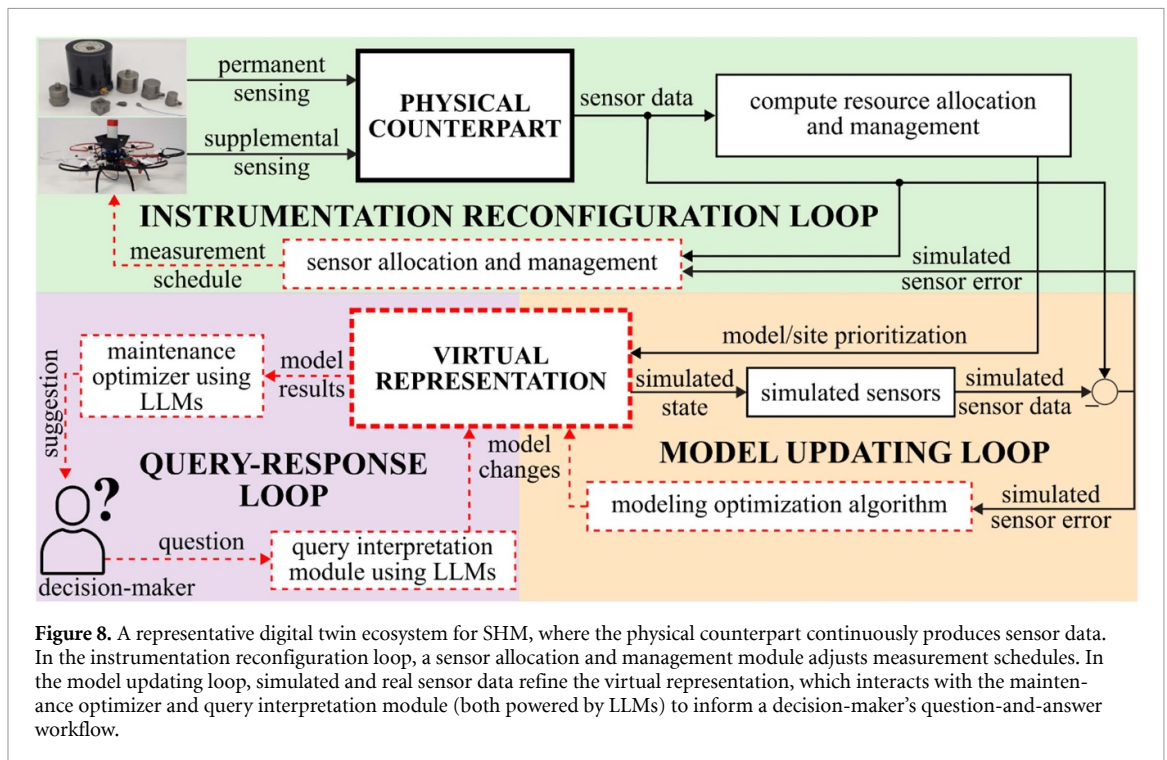 permanent
sensing
supplemental
sensing
PHYSICAL
COUNTERPART
sensor data
compute resource allocation
and management
INSTRUMENTATION RECONFIGURATION LOOP
measurement
schedule
sensor allocation and management
simulated
sensor error
model/site prioritization
suggestion
maintenance
optimizer using
LLMs
model
results
VIRTUAL
REPRESENTATION
simulated
state
simulated sensors
simulated
sensor data
–
QUERY-RESPONSE
LOOP
model
changes
MODEL UPDATING LOOP
modeling optimization algorithm
simulated
sensor error
?
question
decision-maker
query interpretation
module using LLMs
Figure 8. A representative digital twin ecosystem for SHM, where the physical counterpart continuously produces sensor data.
In the instrumentation reconfiguration loop, a sensor allocation and management module adjusts measurement schedules. In
the model updating loop, simulated and real sensor data refine the virtual representation, which interacts with the mainten-
ance optimizer and query interpretation module (both powered by LLMs) to inform a decision-maker's question-and-answer
workflow.